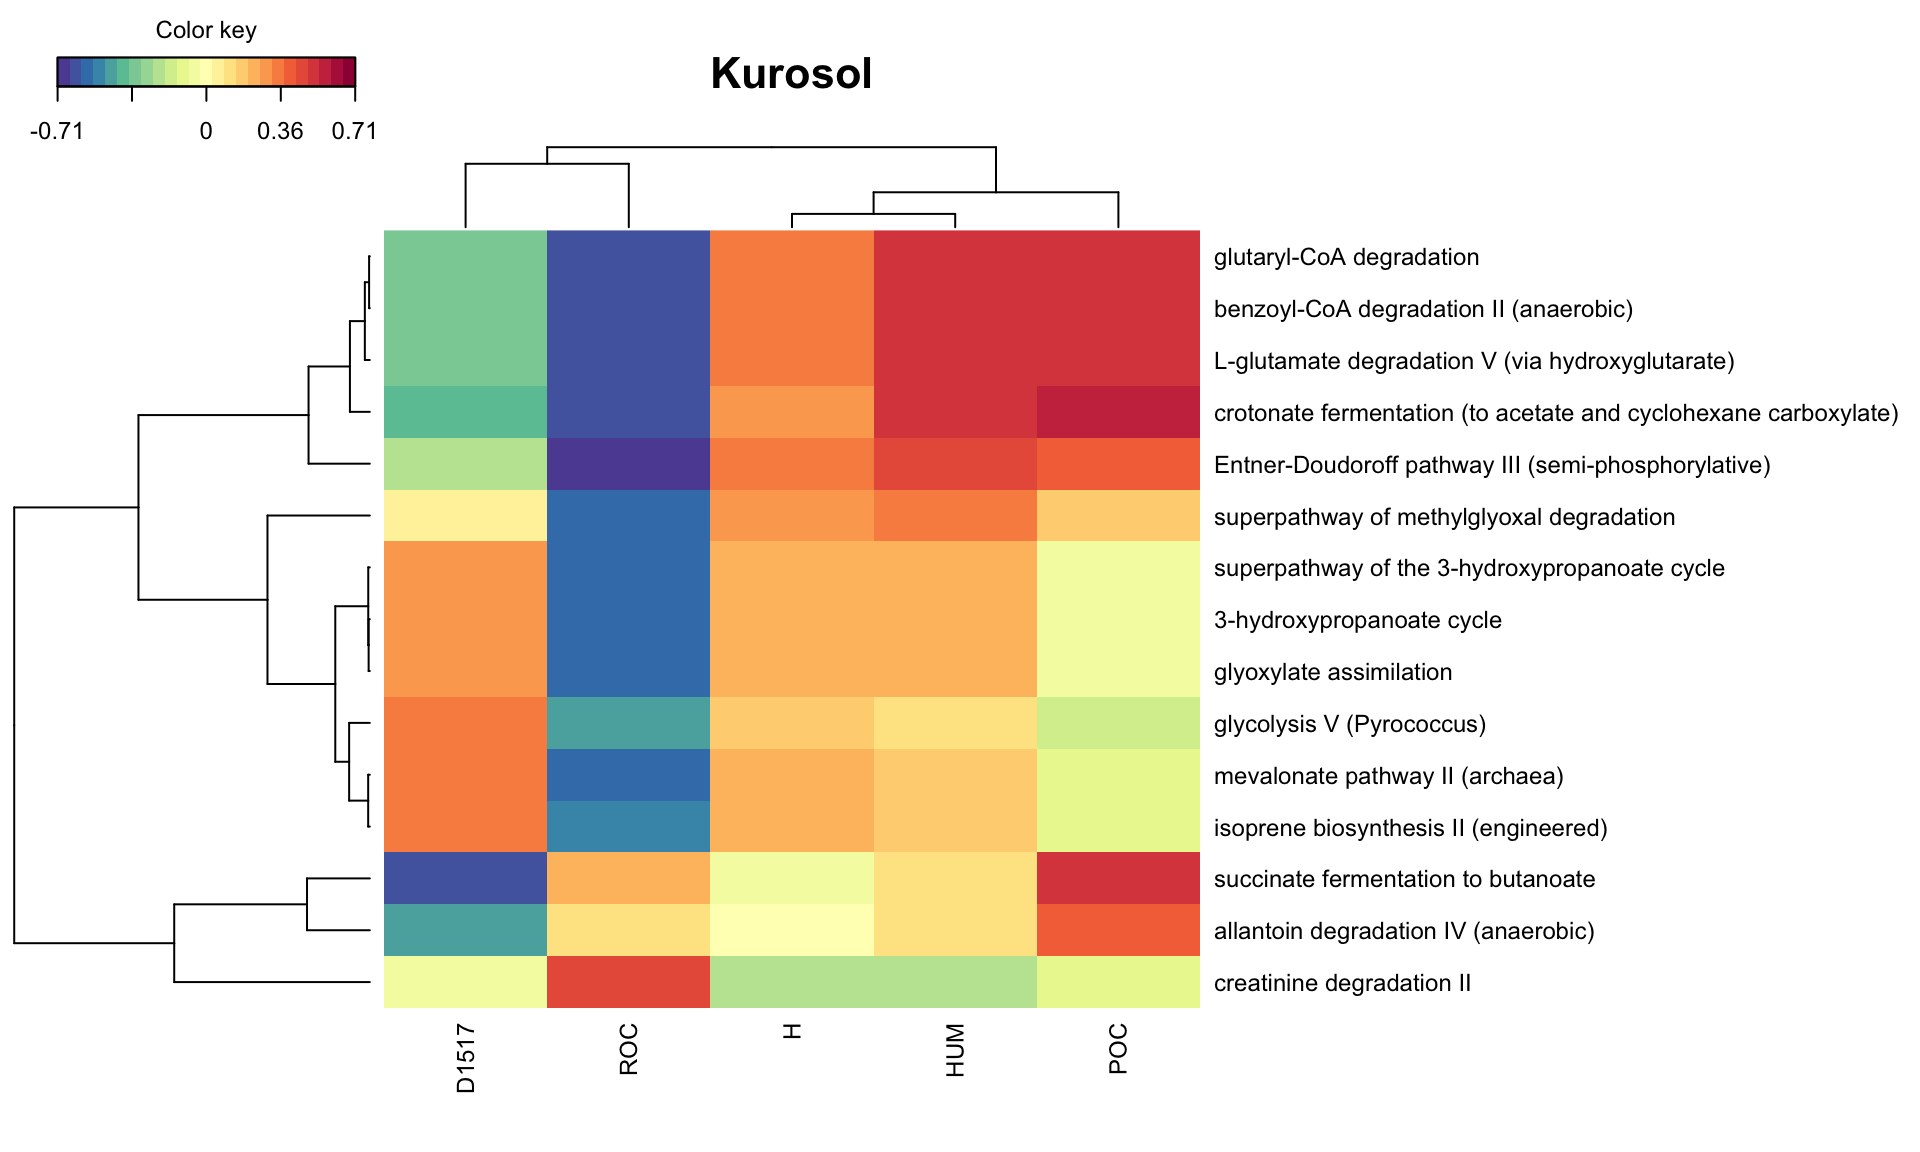 Color key
-0.71 0 0.36 0.71
Kurosol
glutaryl-CoA degradation
benzoyl-CoA degradation II (anaerobic)
L-glutamate degradation V (via hydroxyglutarate)
crotonate fermentation (to acetate and cyclohexane carboxylate)
Entner-Doudoroff pathway III (semi-phosphorylative)
superpathway of methylglyoxal degradation
superpathway of the 3-hydroxypropanoate cycle
3-hydroxypropanoate cycle
glyoxylate assimilation
glycolysis V (Pyrococcus)
mevalonate pathway II (archaea)
isoprene biosynthesis II (engineered)
succinate fermentation to butanoate
allantoin degradation IV (anaerobic)
creatinine degradation II
D1517
ROC
H
HUM
POC